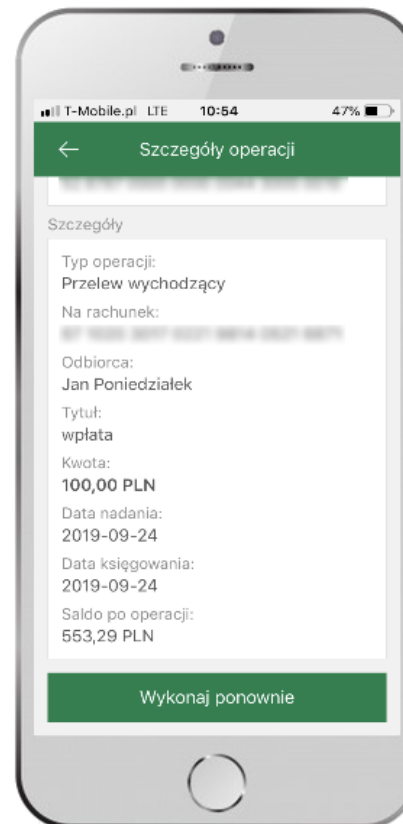 T-Mobile.pl LTE 10:54 47%
Szczegóły operacji
Szczegóły
Typ operacji:
Przelew wychodzący
Na rachunek:
Odbiorca:
Jan Poniedziałek
Tytuł:
wpłata
Kwota:
100,00 PLN
Data nadania:
2019-09-24
Data księgowania:
2019-09-24
Saldo po operacji:
553,29 PLN
Wykonaj ponownie